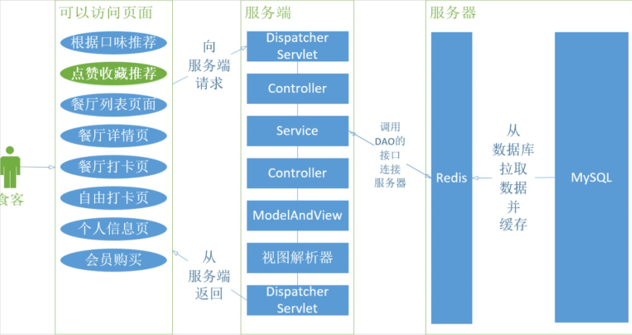 可以访问页面
根据口味推荐
点赞收藏推荐
餐厅列表页面
餐厅详情页
餐厅打卡页
自由打卡页
个人信息页
会员购买
食客
向
服务端
请求
从
服务端
返回
服务端
Dispatcher
Servlet
Controller
Service
Controller
ModelAndView
视图解析器
Dispatcher
Servlet
调用
DAO的
接口
连接
服务器
服务器
Redis
从
数据库
拉取
数据
并
缓存
MySQL